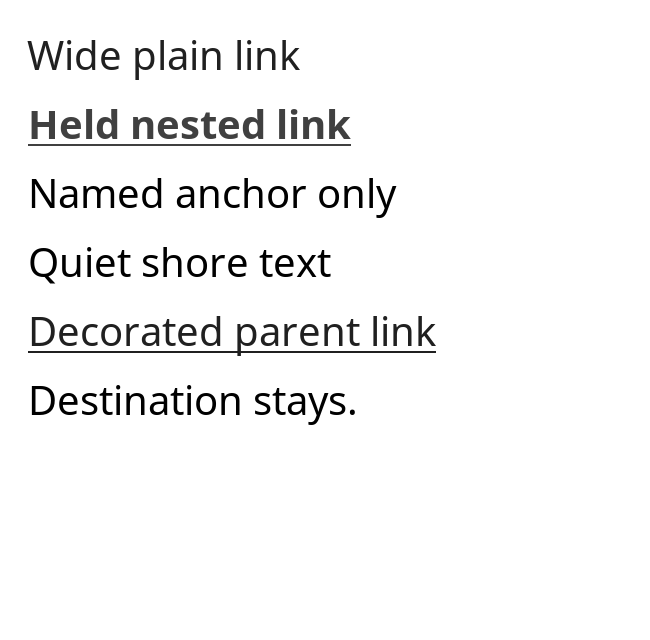 Wide plain link
Held nested link
Named anchor only
Quiet shore text
Decorated parent link
Destination stays.